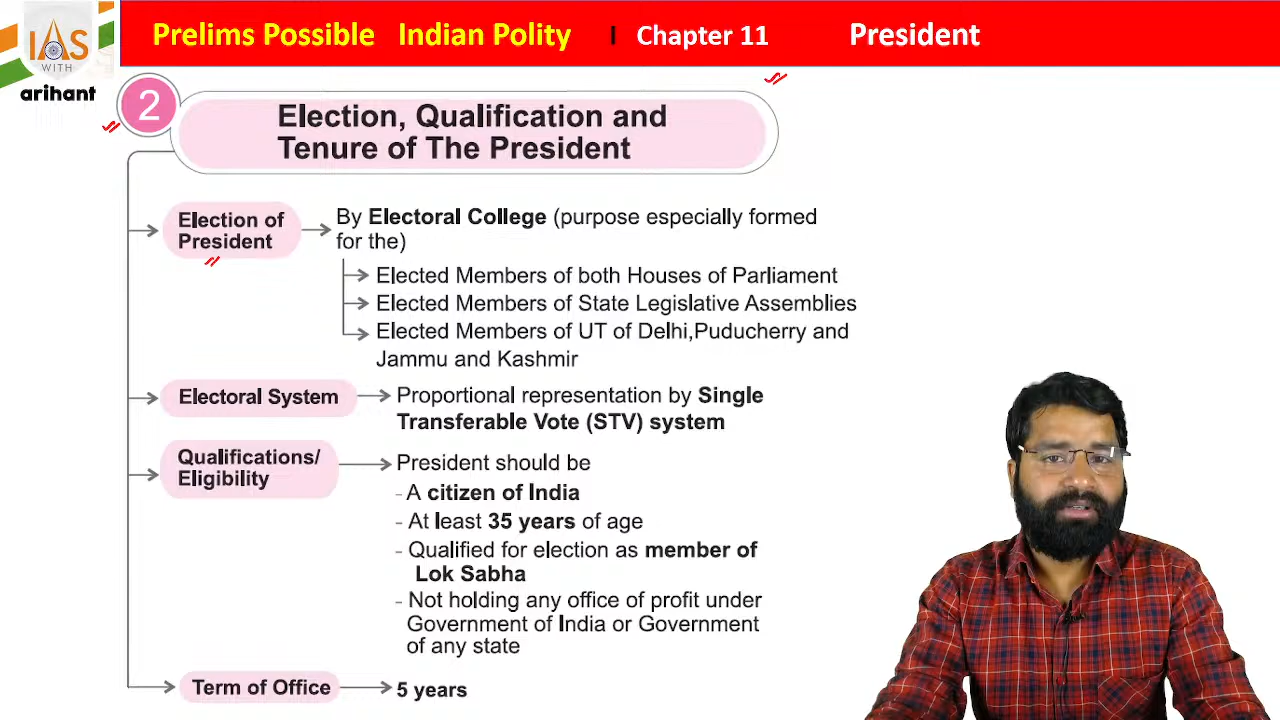 IAS
WITH
arihant
Prelims Possible Indian Polity | Chapter 11 President
2
Election, Qualification and
Tenure of The President
Election of
President
By Electoral College (purpose especially formed
for the)
Elected Members of both Houses of Parliament
Elected Members of State Legislative Assemblies
Elected Members of UT of Delhi,Puducherry and
Jammu and Kashmir
Electoral System
Proportional representation by Single
Transferable Vote (STV) system
Qualifications/
Eligibility
President should be
- A citizen of India
- At least 35 years of age
- Qualified for election as member of
Lok Sabha
- Not holding any office of profit under
Government of India or Government
of any state
Term of Office
5 years